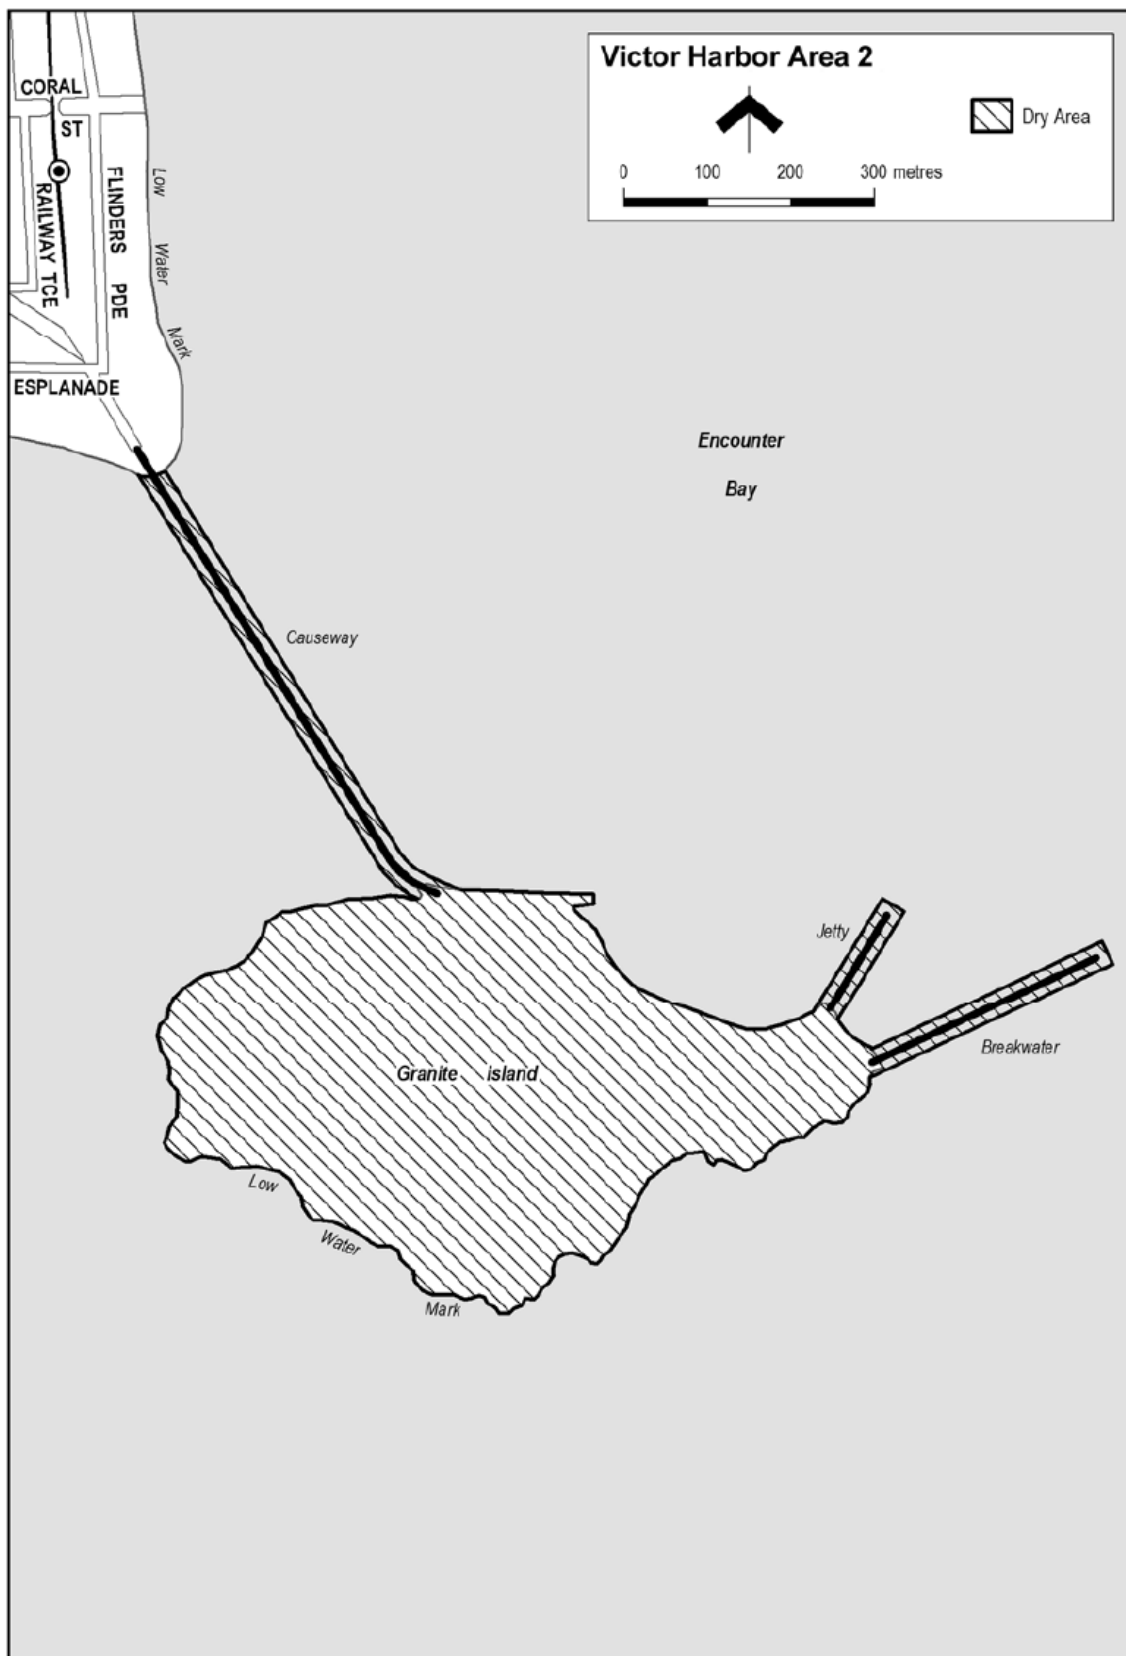 Victor Harbor Area 2
Dry Area
0 100 200 300 metres
CORAL
ST
RAILWAY TCE
FLINDERS PDE
Low Water Mark
ESPLANADE
Encounter
Bay
Causeway
Jetty
Breakwater
Granite island
Low
Water
Mark